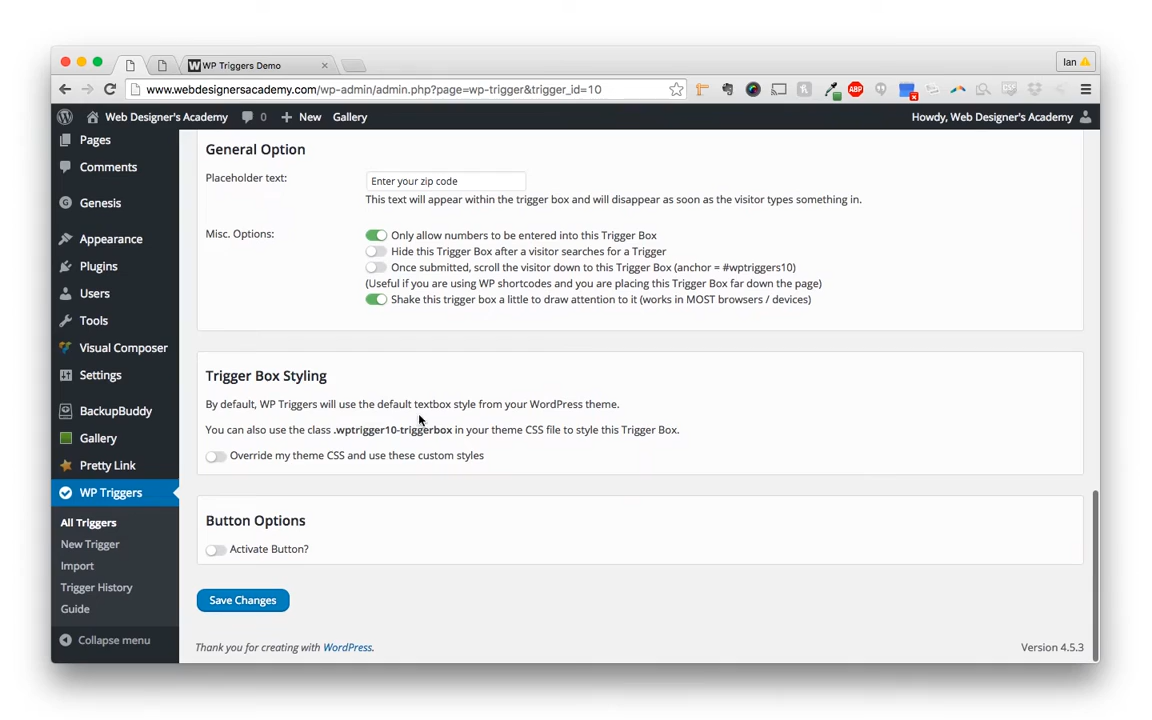 WP Triggers Demo
Ian
www.webdesignersacademy.com/wp-admin/admin.php?page=wp-trigger&trigger_id=10
ABP
Web Designer's Academy 0 New Gallery Howdy, Web Designer's Academy
Pages
Comments
Genesis
Appearance
Plugins
Users
Tools
Visual Composer
Settings
BackupBuddy
Gallery
Pretty Link
WP Triggers
All Triggers
New Trigger
Import
Trigger History
Guide
Collapse menu
General Option
Placeholder text: Enter your zip code
This text will appear within the trigger box and will disappear as soon as the visitor types something in.
Misc. Options: Only allow numbers to be entered into this Trigger Box
Hide this Trigger Box after a visitor searches for a Trigger
Once submitted, scroll the visitor down to this Trigger Box (anchor = #wptriggers10)
(Useful if you are using WP shortcodes and you are placing this Trigger Box far down the page)
Shake this trigger box a little to draw attention to it (works in MOST browsers / devices)
Trigger Box Styling
By default, WP Triggers will use the default textbox style from your WordPress theme.
You can also use the class .wptrigger10-triggerbox in your theme CSS file to style this Trigger Box.
Override my theme CSS and use these custom styles
Button Options
Activate Button?
Save Changes
Thank you for creating with WordPress. Version 4.5.3